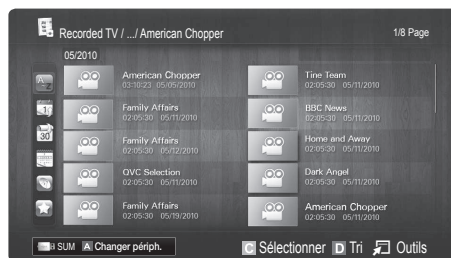 Recorded TV / .../ American Chopper
1/8 Page
05/2010
American Chopper
03:10:23 05/05/2010
Tine Team
02:05:30 05/11/2010
Family Affairs
02:05:30 05/11/2010
BBC News
02:05:30 05/11/2010
Family Affairs
02:05:30 05/12/2010
Home and Away
02:05:30 05/11/2010
QVC Selection
02:05:30 05/11/2010
Dark Angel
02:05:30 05/11/2010
Family Affairs
02:05:30 05/19/2010
American Chopper
02:05:30 05/11/2010
SUM A Changer périph.
C Sélectionner D Tri Outils